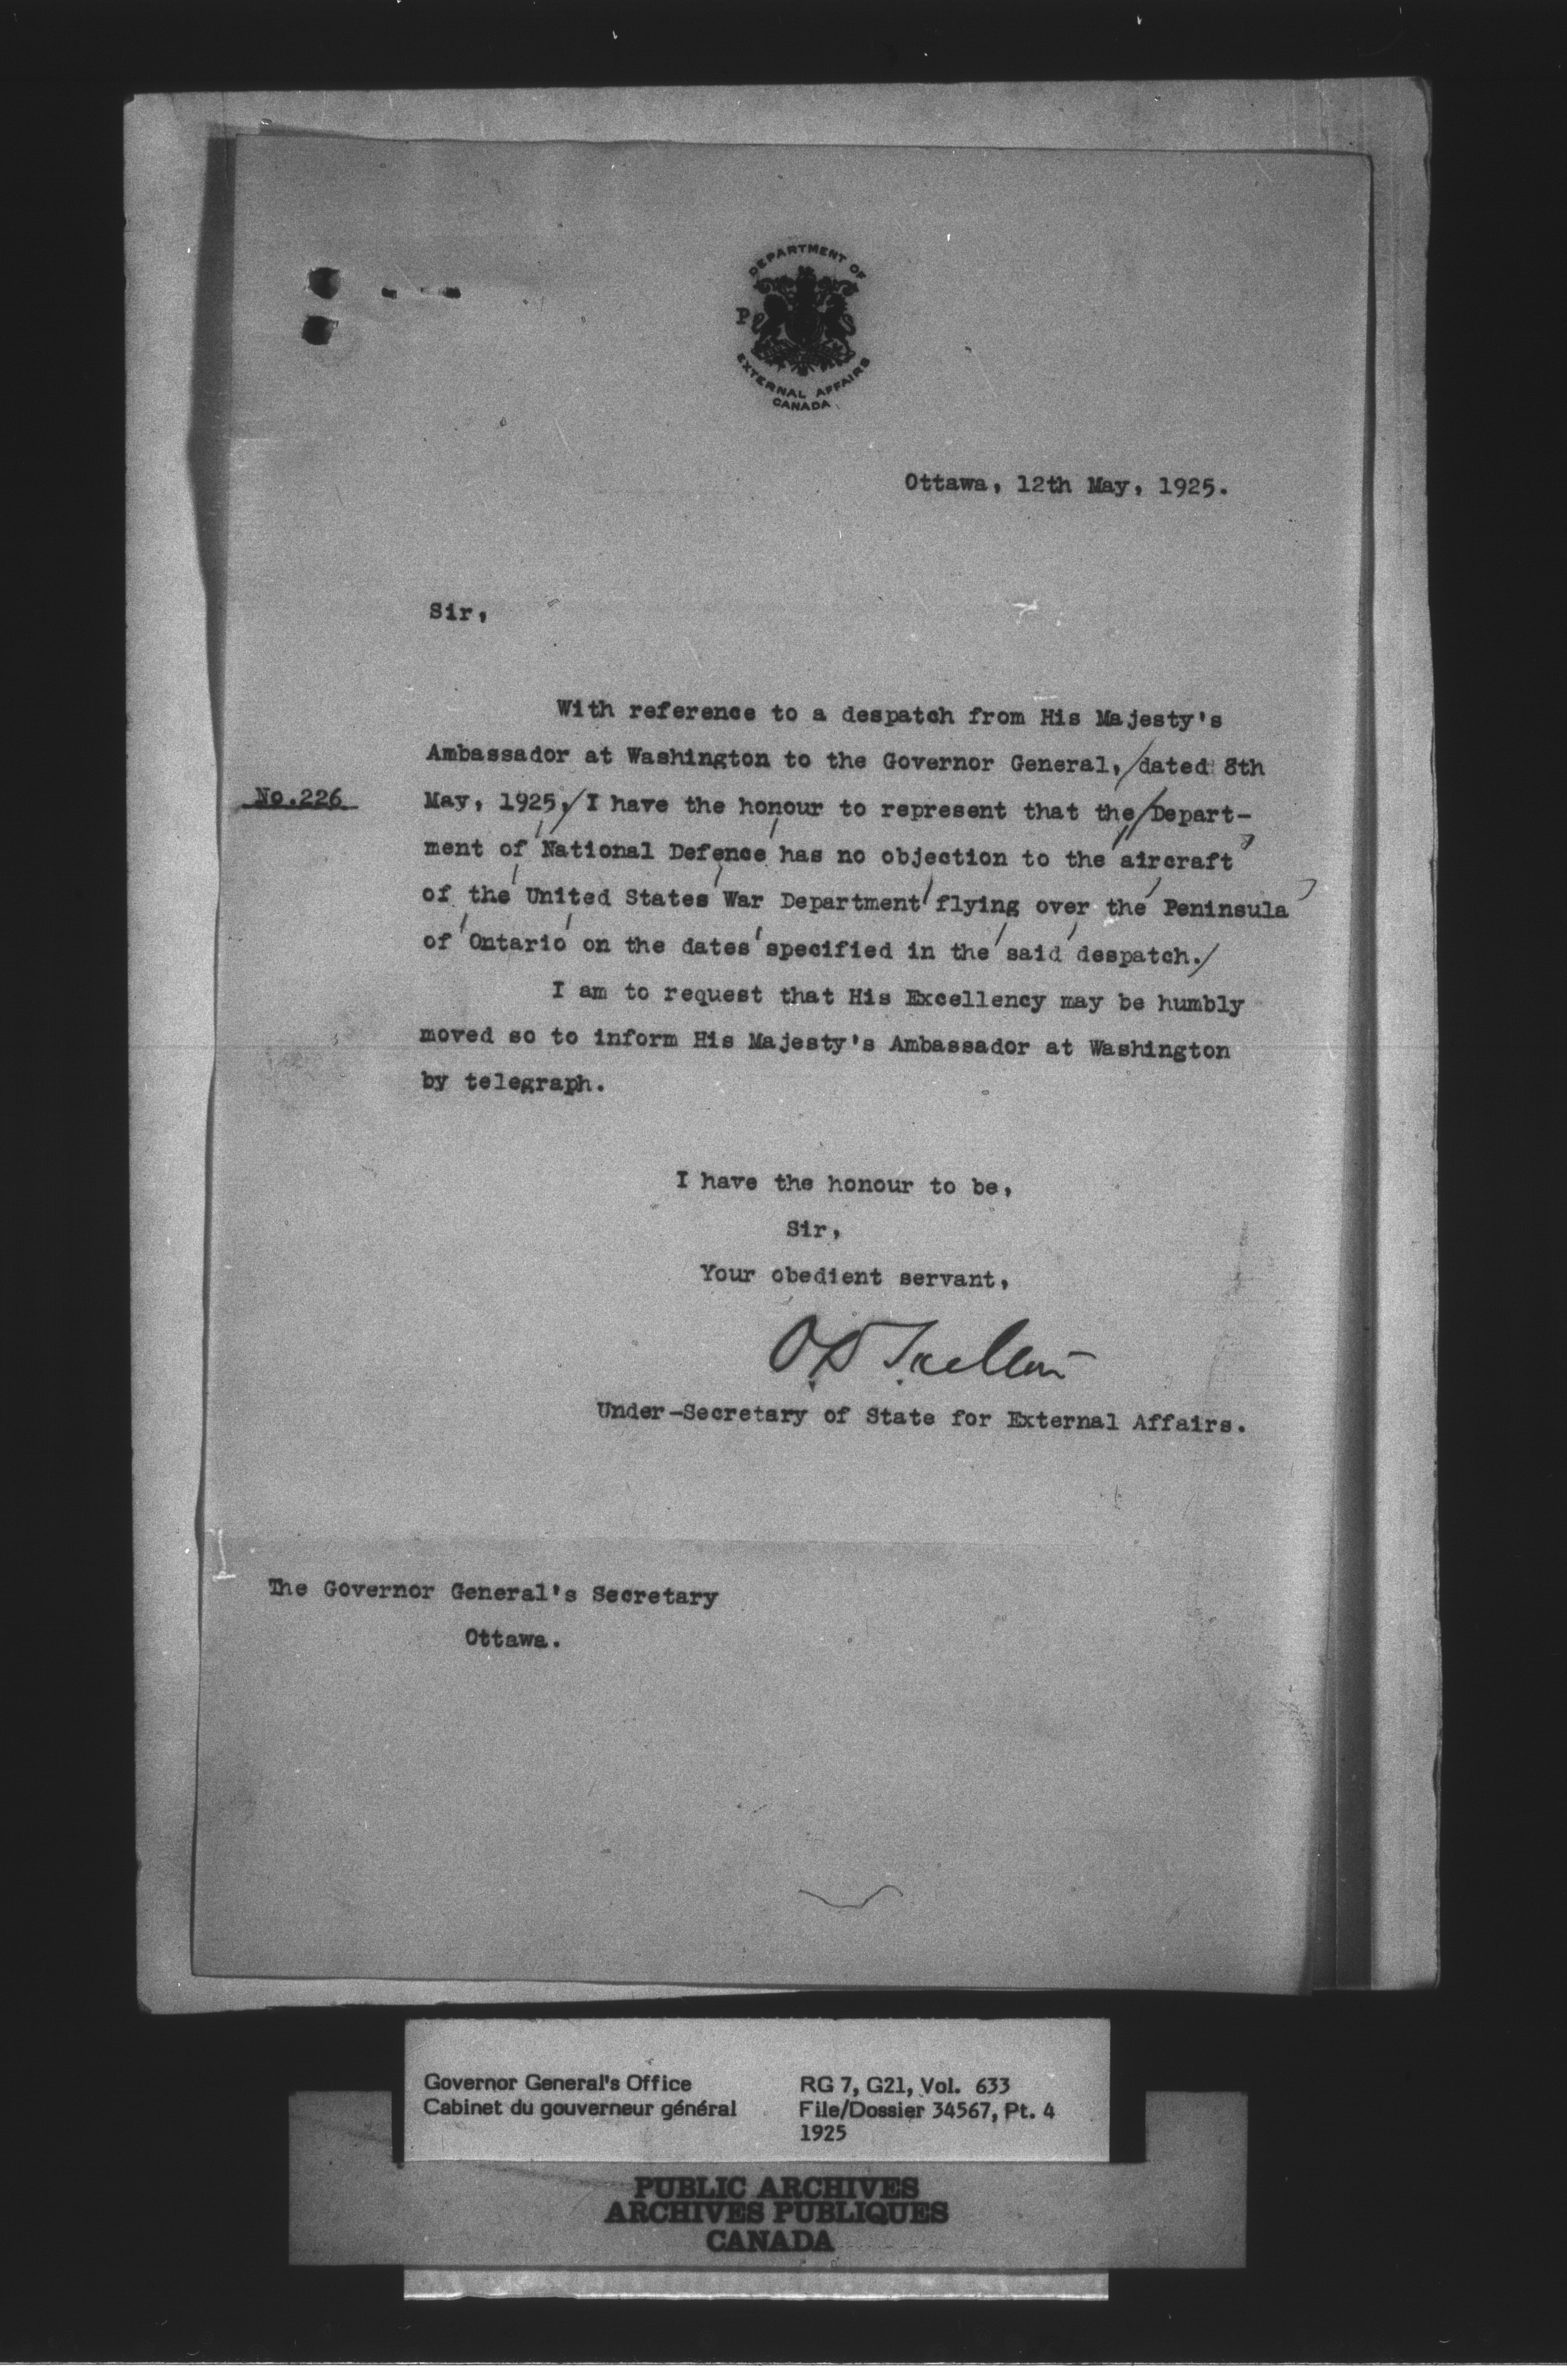 DEPARTMENT OF
EXTERNAL AFFAIRS
CANADA
Ottawa, 12th May, 1925.
Sir,
With reference to a despatch from His Majesty's
Ambassador at Washington to the Governor General, dated 8th
No.226
May, 1925, I have the honour to represent that the Depart-
ment of National Defence has no objection to the aircraft
of the United States War Department flying over the Peninsula
of Ontario on the dates specified in the said despatch.
I am to request that His Excellency may be humbly
moved so to inform His Majesty's Ambassador at Washington
by telegraph.
I have the honour to be,
Sir,
Your obedient servant,
O D Skelton
Under-Secretary of State for External Affairs.
The Governor General's Secretary
Ottawa.
Governor General's Office
Cabinet du gouverneur général
RG 7, G21, Vol. 633
File/Dossier 34567, Pt. 4
1925
PUBLIC ARCHIVES
ARCHIVES PUBLIQUES
CANADA